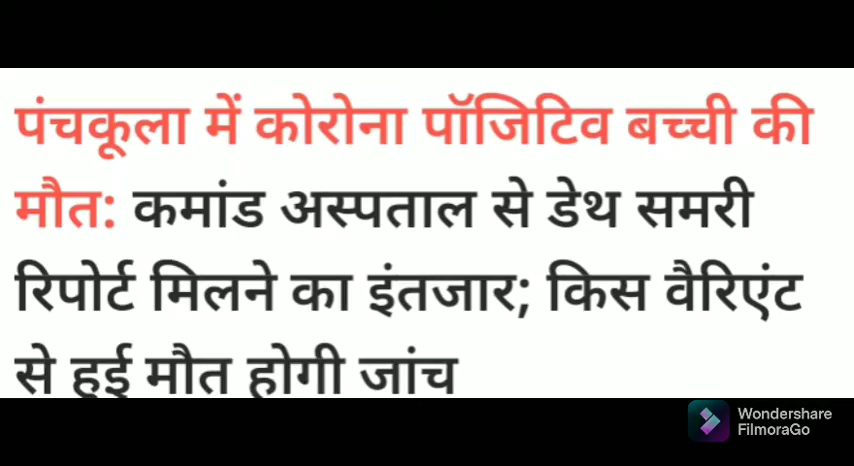 पंचकूला में कोरोना पॉजिटिव बच्ची की
मौत: कमांड अस्पताल से डेथ समरी
रिपोर्ट मिलने का इंतजार; किस वैरिएंट
से हुई मौत होगी जांच
Wondershare
FilmoraGo